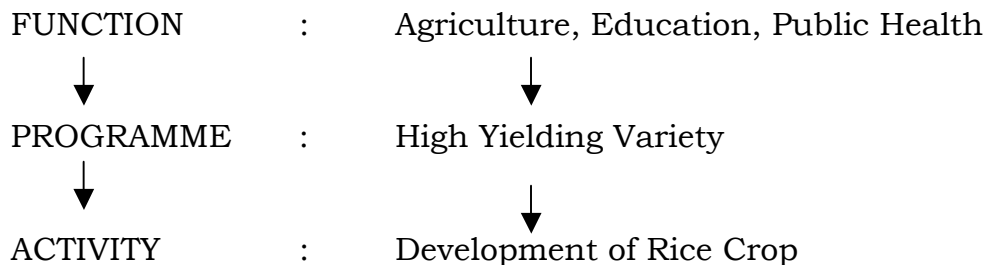 FUNCTION : Agriculture, Education, Public Health
PROGRAMME : High Yielding Variety
ACTIVITY : Development of Rice Crop